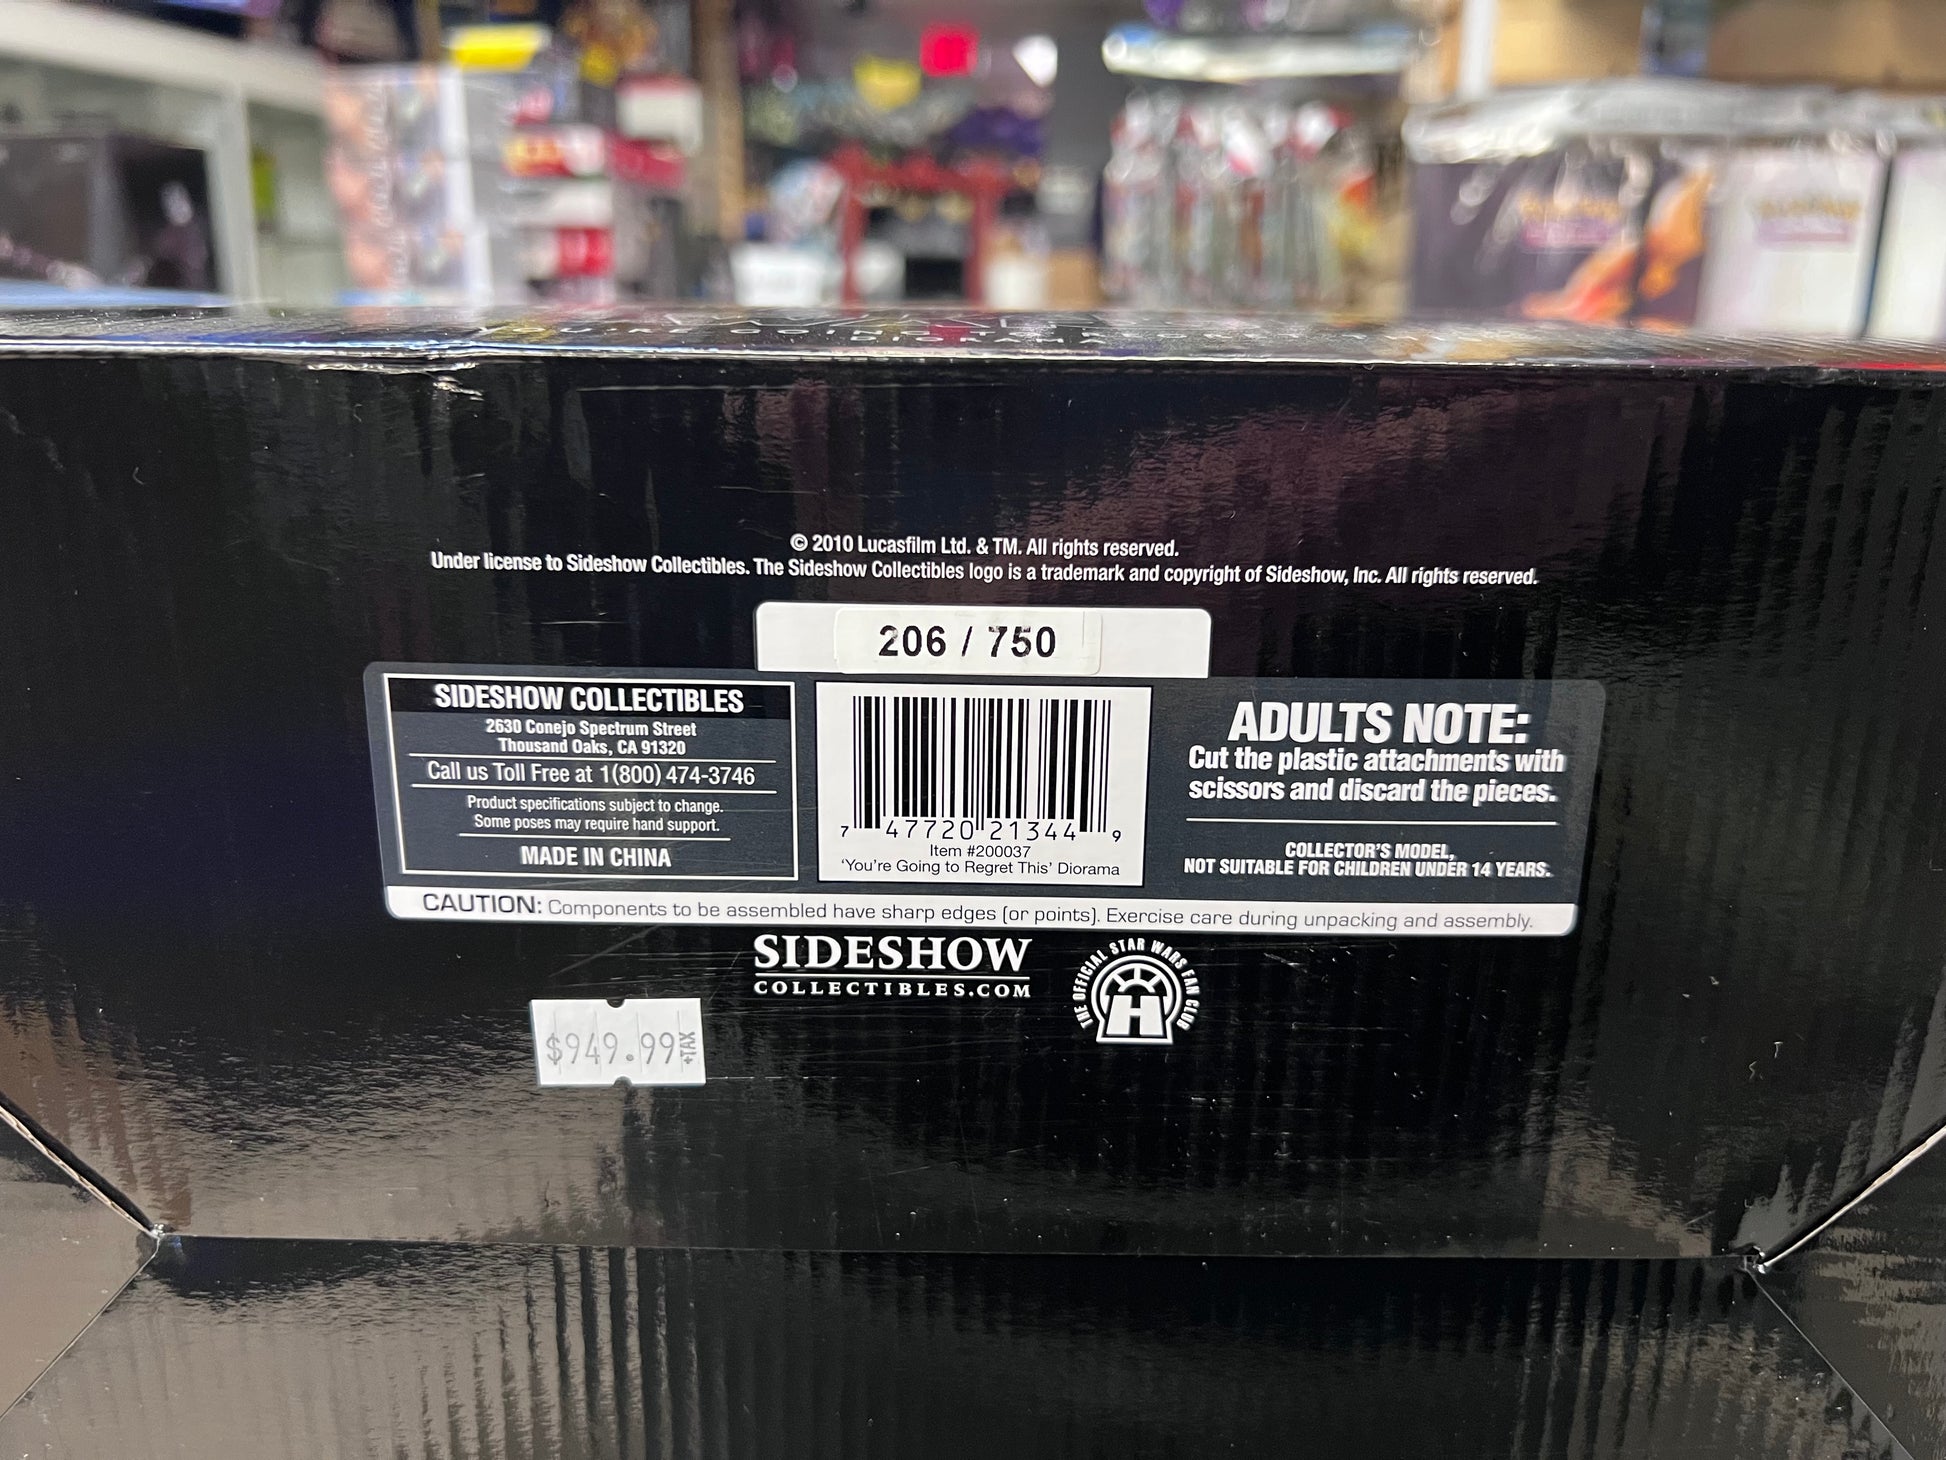 DIORAMA
© 2010 Lucasfilm Ltd. & TM. All rights reserved.
Under license to Sideshow Collectibles. The Sideshow Collectibles logo is a trademark and copyright of Sideshow, Inc. All rights reserved.
206 / 750
SIDESHOW COLLECTIBLES
2630 Conejo Spectrum Street
Thousand Oaks, CA 91320
Call us Toll Free at 1(800) 474-3746
Product specifications subject to change.
Some poses may require hand support.
MADE IN CHINA
7 47720 21344 9
Item #200037
‘You’re Going to Regret This’ Diorama
ADULTS NOTE:
Cut the plastic attachments with
scissors and discard the pieces.
COLLECTOR'S MODEL,
NOT SUITABLE FOR CHILDREN UNDER 14 YEARS.
CAUTION: Components to be assembled have sharp edges (or points). Exercise care during unpacking and assembly.
SIDESHOW
COLLECTIBLES.COM
THE OFFICIAL STAR WARS FAN CLUB
$949.99 +TAX